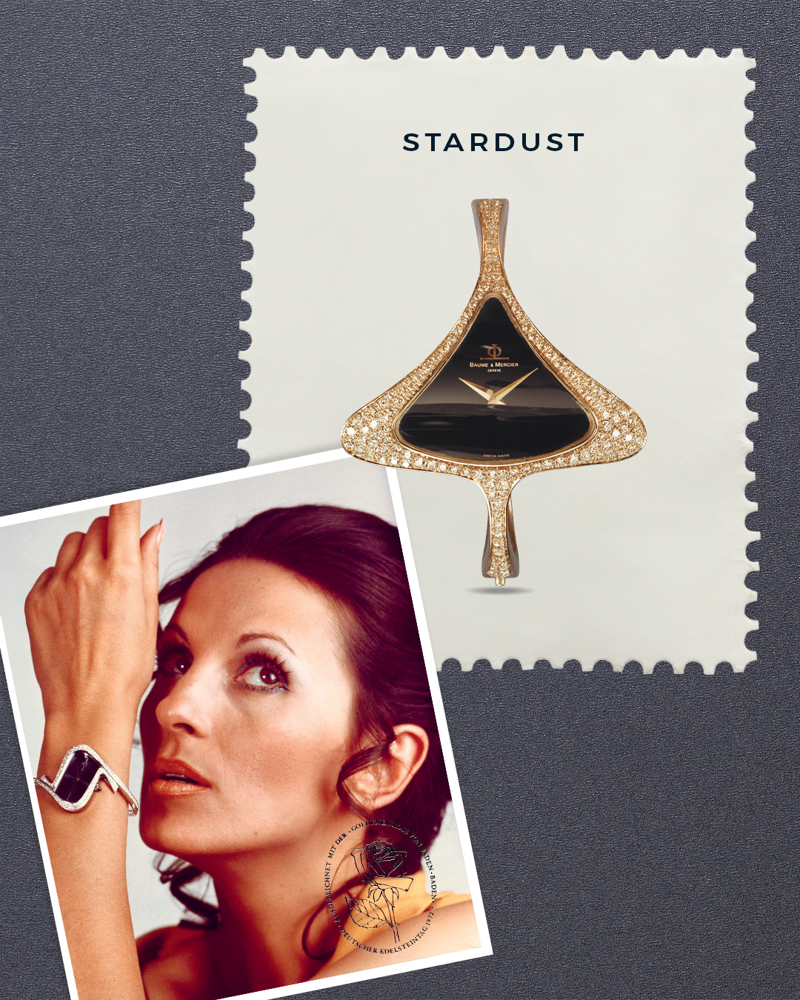 STARDUST
BAUME & MERCIER
GENEVE
SWISS MADE
· AUSGEZEICHNET MIT DER · GOLDENEN ROSE VON BADEN-BADEN ·
DEUTSCHER EDELSTEINTAG 1972